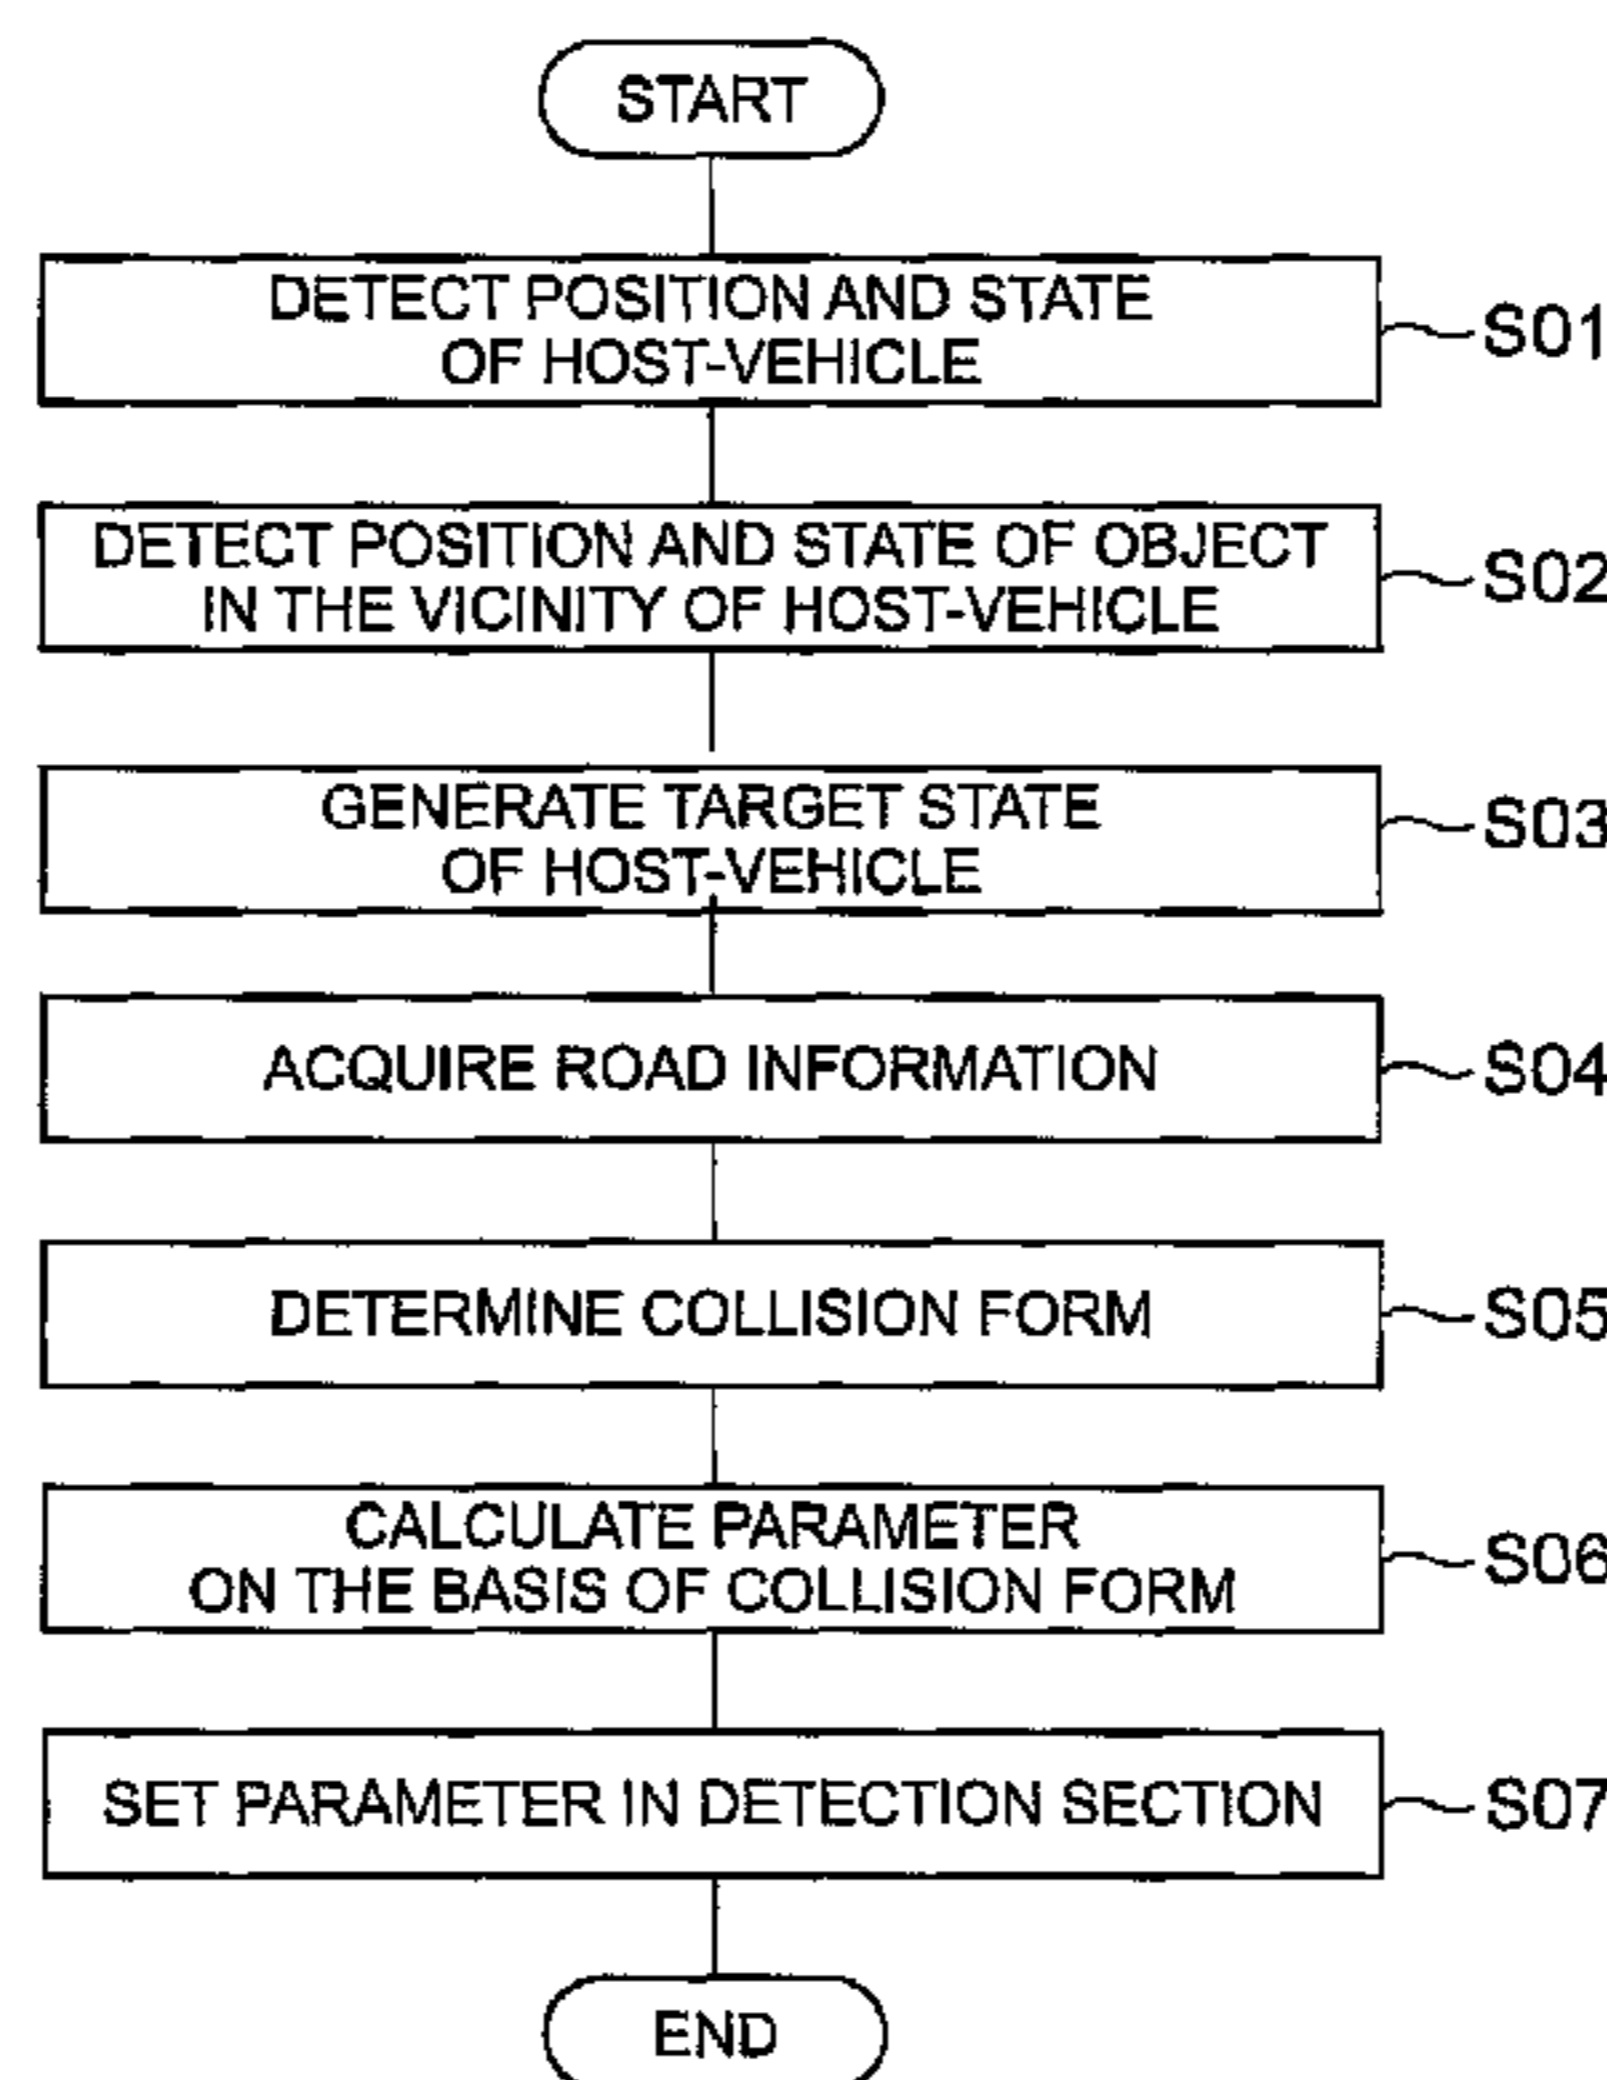 START
DETECT POSITION AND STATE
OF HOST-VEHICLE
S01
DETECT POSITION AND STATE OF OBJECT
IN THE VICINITY OF HOST-VEHICLE
S02
GENERATE TARGET STATE
OF HOST-VEHICLE
S03
ACQUIRE ROAD INFORMATION
S04
DETERMINE COLLISION FORM
S05
CALCULATE PARAMETER
ON THE BASIS OF COLLISION FORM
S06
SET PARAMETER IN DETECTION SECTION
S07
END